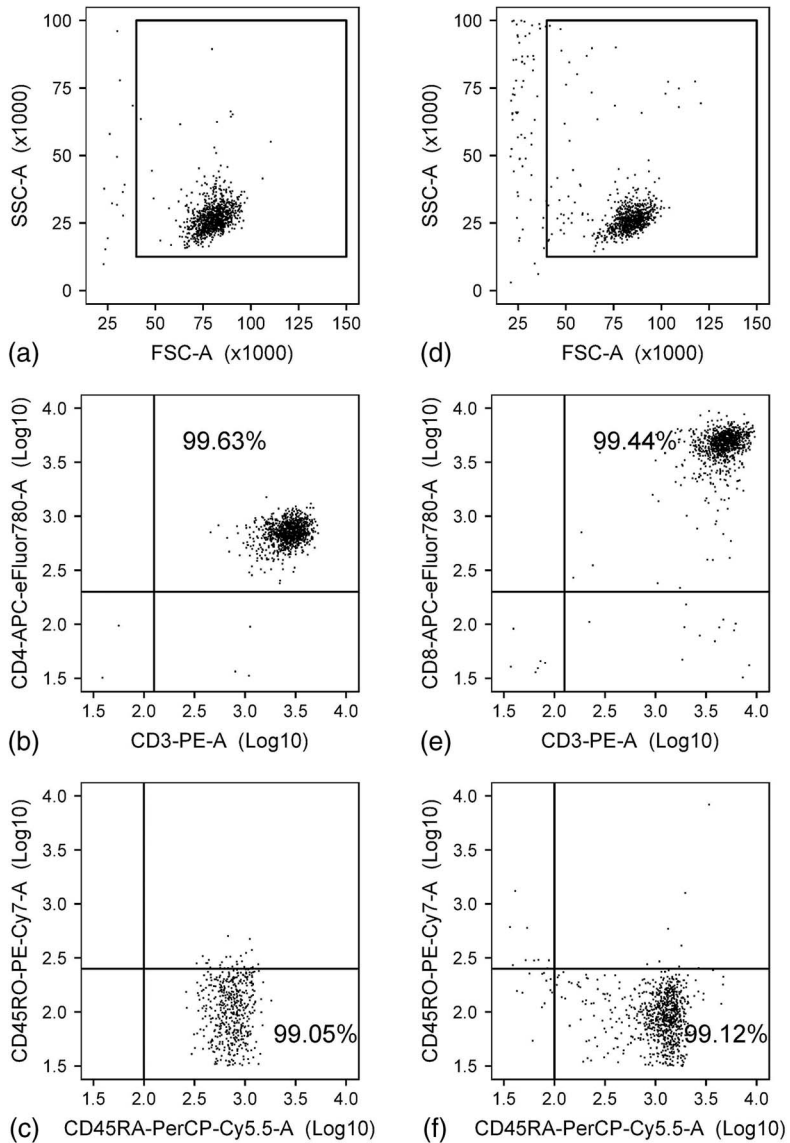 100
75
50
25
0
SSC-A (x1000)
25 50 75 100 125 150
(a) FSC-A (x1000)
100
75
50
25
0
SSC-A (x1000)
25 50 75 100 125 150
(d) FSC-A (x1000)
4.0
3.5
3.0
2.5
2.0
1.5
CD4-APC-eFluor780-A (Log10)
99.63%
1.5 2.0 2.5 3.0 3.5 4.0
(b) CD3-PE-A (Log10)
4.0
3.5
3.0
2.5
2.0
1.5
CD8-APC-eFluor780-A (Log10)
99.44%
1.5 2.0 2.5 3.0 3.5 4.0
(e) CD3-PE-A (Log10)
4.0
3.5
3.0
2.5
2.0
1.5
CD45RO-PE-Cy7-A (Log10)
99.05%
1.5 2.0 2.5 3.0 3.5 4.0
(c) CD45RA-PerCP-Cy5.5-A (Log10)
4.0
3.5
3.0
2.5
2.0
1.5
CD45RO-PE-Cy7-A (Log10)
99.12%
1.5 2.0 2.5 3.0 3.5 4.0
(f) CD45RA-PerCP-Cy5.5-A (Log10)